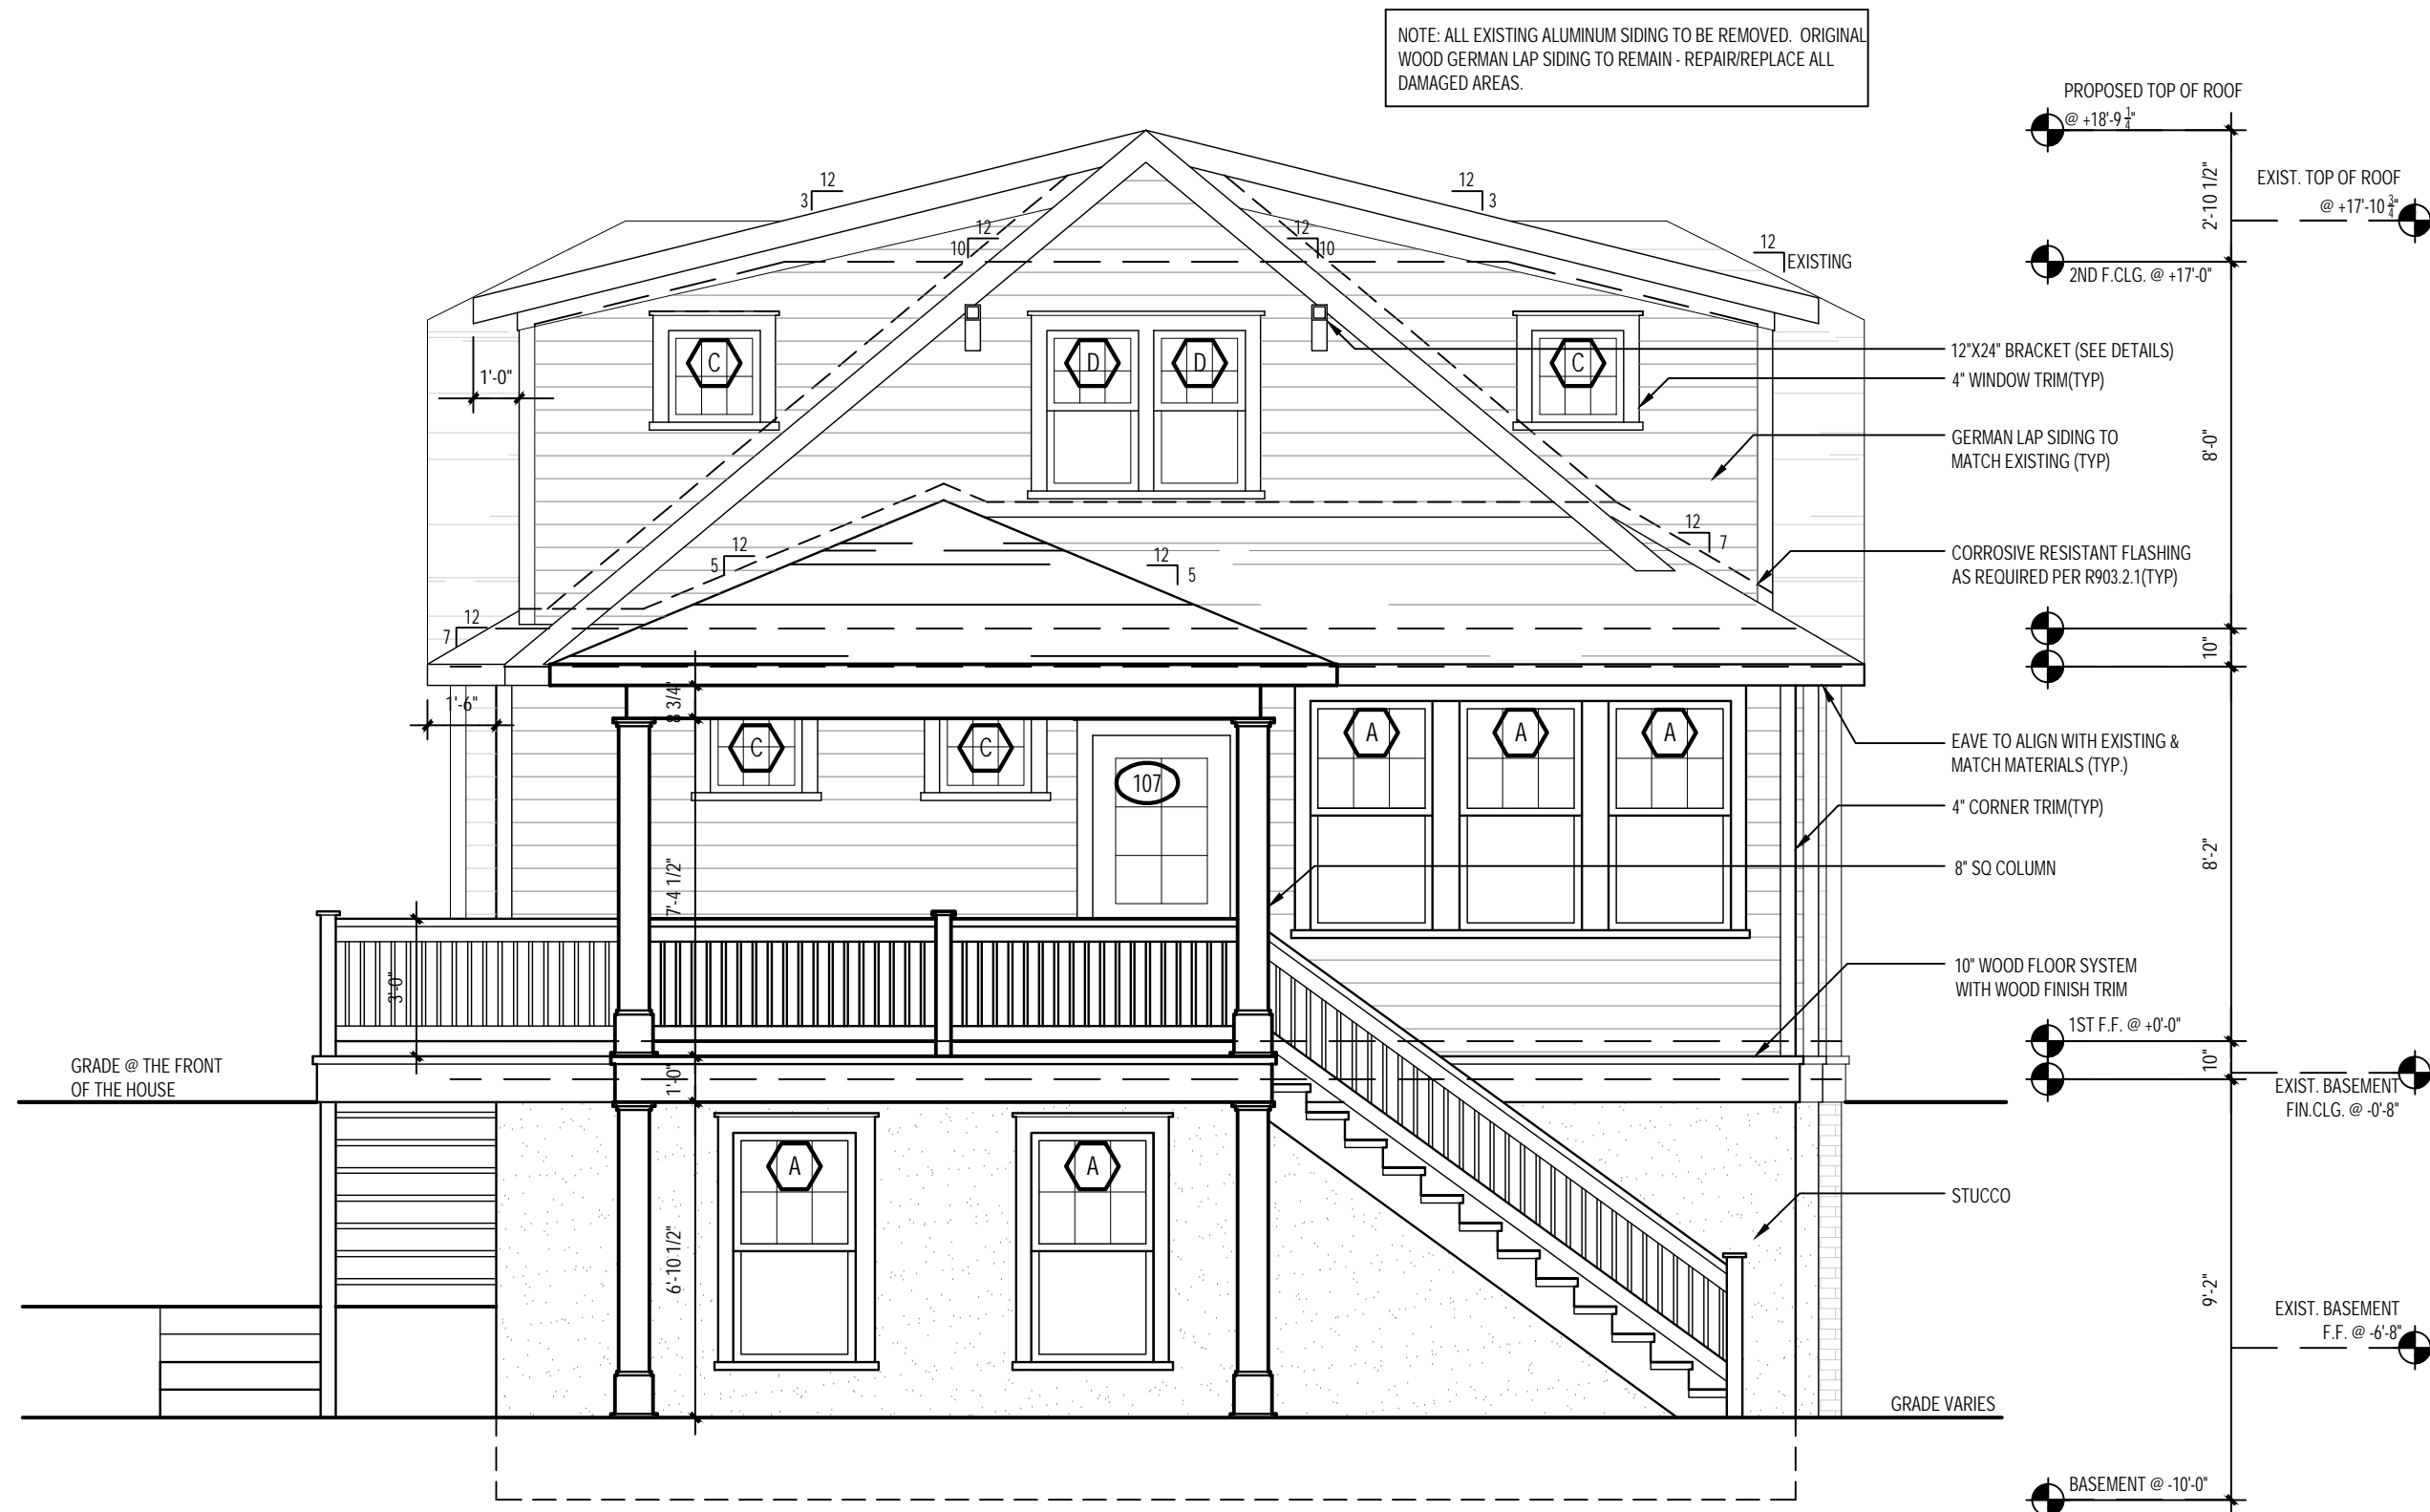 NOTE: ALL EXISTING ALUMINUM SIDING TO BE REMOVED. ORIGINAL
WOOD GERMAN LAP SIDING TO REMAIN - REPAIR/REPLACE ALL
DAMAGED AREAS.
PROPOSED TOP OF ROOF
@ +18'-9 1/4"
2'-10 1/2"
EXIST. TOP OF ROOF
@ +17'-10 3/4"
12
3
12
3
12
10
12
10
12
EXISTING
2ND F.CLG. @ +17'-0"
C
D
D
C
12"X24" BRACKET (SEE DETAILS)
4" WINDOW TRIM(TYP)
1'-0"
GERMAN LAP SIDING TO
MATCH EXISTING (TYP)
8'-0"
12
5
12
5
12
7
CORROSIVE RESISTANT FLASHING
AS REQUIRED PER R903.2.1(TYP)
12
7
10"
1'-6"
8 3/4"
C
C
107
A
A
A
EAVE TO ALIGN WITH EXISTING &
MATCH MATERIALS (TYP.)
4" CORNER TRIM(TYP)
8'-2"
7'-4 1/2"
8" SQ COLUMN
3'-0"
10" WOOD FLOOR SYSTEM
WITH WOOD FINISH TRIM
1ST F.F. @ +0'-0"
10"
GRADE @ THE FRONT
OF THE HOUSE
1'-0"
EXIST. BASEMENT
FIN.CLG. @ -0'-8"
A
A
STUCCO
6'-10 1/2"
9'-2"
EXIST. BASEMENT
F.F. @ -6'-8"
GRADE VARIES
BASEMENT @ -10'-0"